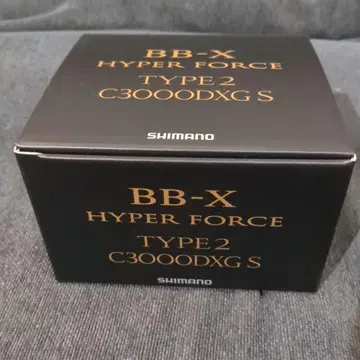 BB-X
HYPER FORCE
TYPE 2
C3000DXG S
SHIMANO
BB-X
HYPER FORCE
TYPE 2
C3000DXG S
SHIMANO